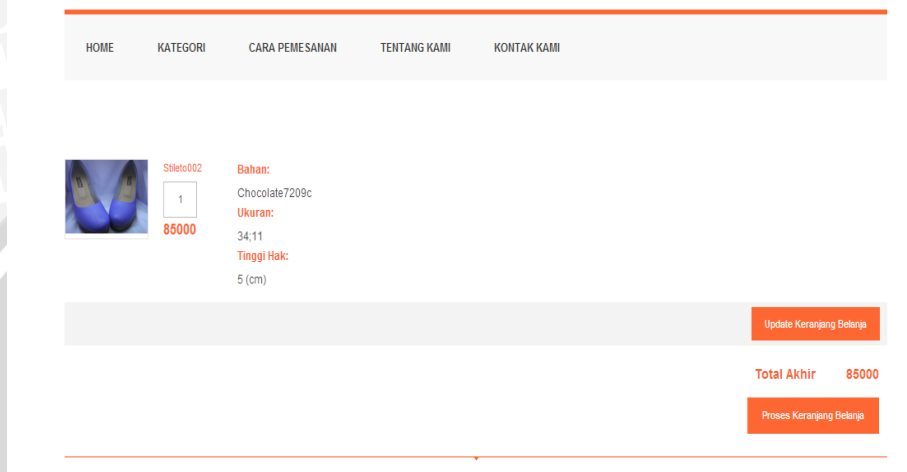 HOME KATEGORI CARA PEMESANAN TENTANG KAMI KONTAK KAMI
Stileto002
1
85000
Bahan:
Chocolate7209c
Ukuran:
34;11
Tinggi Hak:
5 (cm)
Update Keranjang Belanja
Total Akhir 85000
Proses Keranjang Belanja